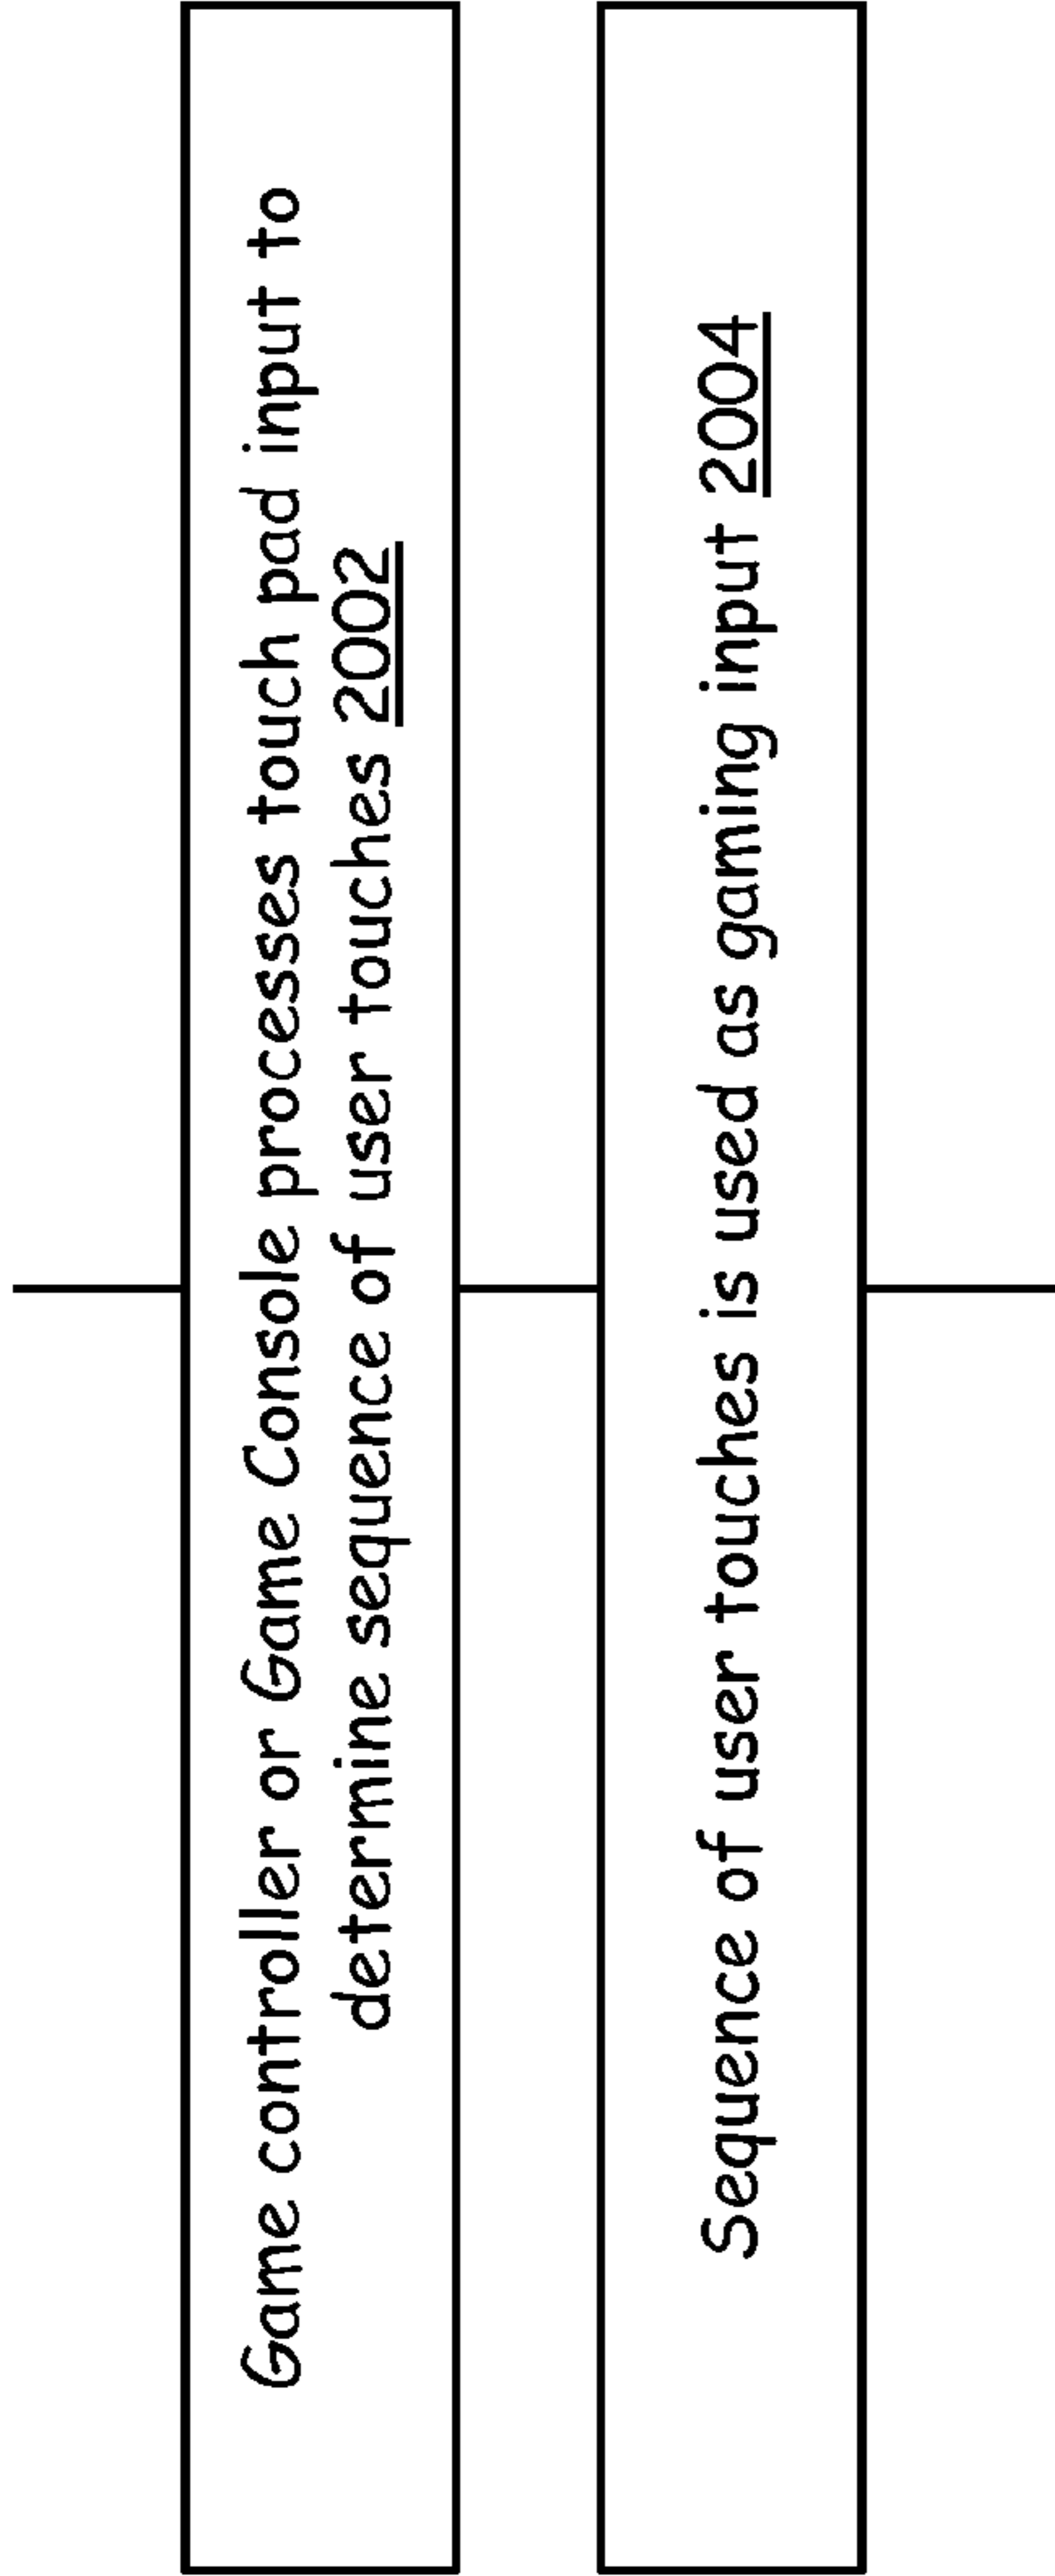 Game controller or Game Console processes touch pad input to
determine sequence of user touches 2002
Sequence of user touches is used as gaming input 2004